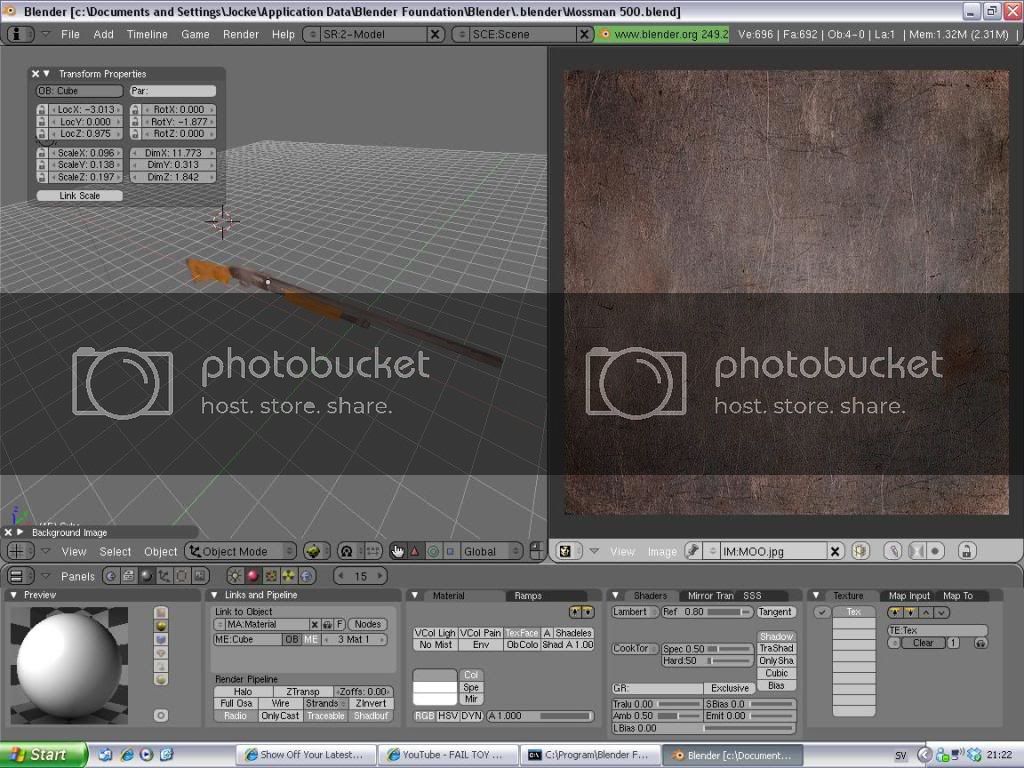 Blender [c:\Documents and Settings\Jocke\Application Data\Blender Foundation\Blender\.blender\Mossman 500.blend]
File Add Timeline Game Render Help SR:2-Model SCE:Scene www.blender.org 249.2 Ve:696 | Fa:692 | Ob:4-0 | La:1 | Mem:1.32M (2.31M) |
Transform Properties
OB: Cube Par:
LocX: -3.013 RotX: 0.000
LocY: 0.000 RotY: -1.877
LocZ: 0.975 RotZ: 0.000
ScaleX: 0.096 DimX: 11.773
ScaleY: 0.138 DimY: 0.313
ScaleZ: 0.197 DimZ: 1.842
Link Scale
photobucket
host. store. share.
photobucket
host. store. share.
Background Image
View Select Object Object Mode Global
View Image IM:MOO.jpg
Panels 15
Preview
Links and Pipeline
Link to Object
MA:Material F Nodes
ME:Cube OB ME 3 Mat 1
Render Pipeline
Halo ZTransp Zoffs: 0.00
Full Osa Wire Strands ZInvert
Radio OnlyCast Traceable Shadbuf
Material Ramps
VCol Ligh VCol Pain TexFace A Shadeles
No Mist Env ObColo Shad A 1.00
Col
Spe
Mir
RGB HSV DYN A 1.000
Shaders Mirror Tran SSS
Lambert Ref 0.80 Tangent
Shadow
CookTor Spec 0.50 TraShad
Hard:50 OnlySha
Cubic
GR: Exclusive Bias
Tralu 0.00 SBias 0.0
Amb 0.50 Emit 0.00
LBias 0.00
Texture Map Input Map To
Tex
TE:Tex
Clear 1
Start Show Off Your Latest... YouTube - FAIL TOY ... C:\Program\Blender F... Blender [c:\Document... SV 21:22